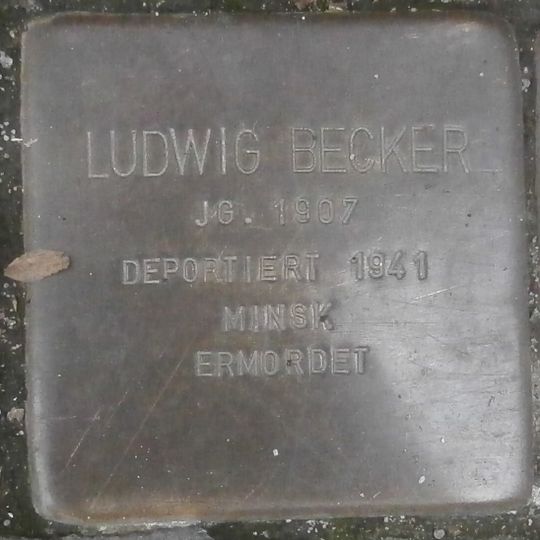 LUDWIG BECKER
JG. 1907
DEPORTIERT 1941
MINSK
ERMORDET